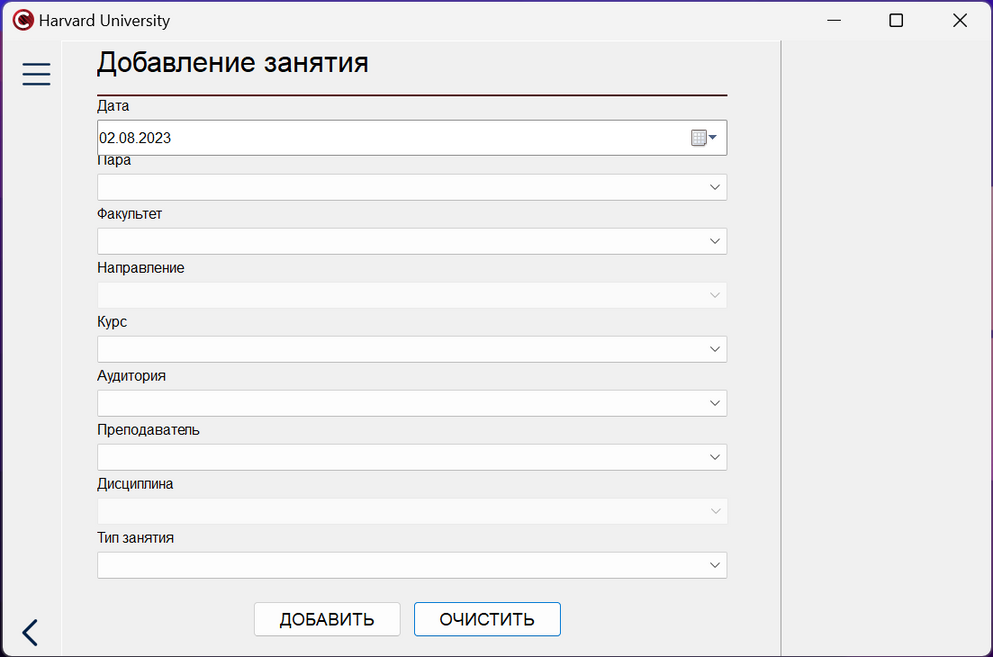 Harvard University
Добавление занятия
Дата
02.08.2023
Пара
Факультет
Направление
Курс
Аудитория
Преподаватель
Дисциплина
Тип занятия
ДОБАВИТЬ
ОЧИСТИТЬ